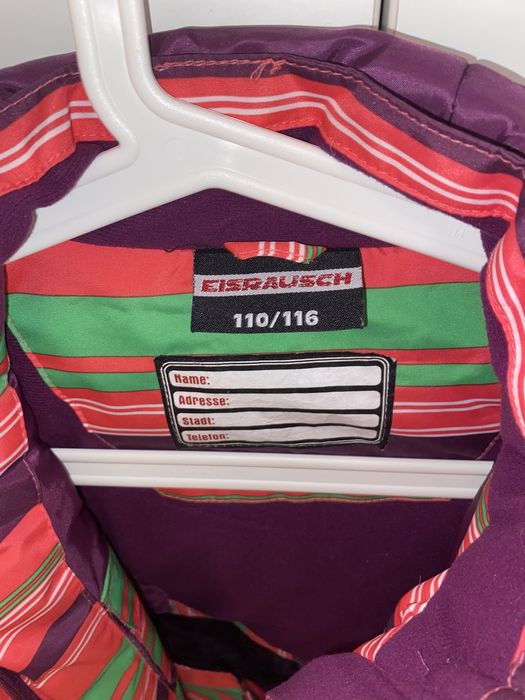 EISRAUSCH
110/116
Name:
Adresse:
Stadt:
Telefon: